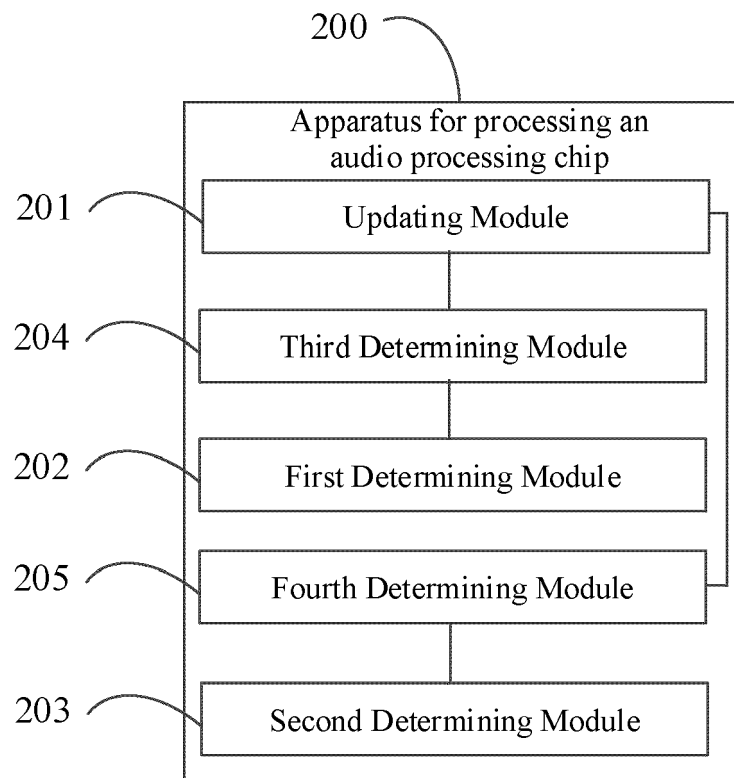 200
Apparatus for processing an
audio processing chip
201
Updating Module
204
Third Determining Module
202
First Determining Module
205
Fourth Determining Module
203
Second Determining Module